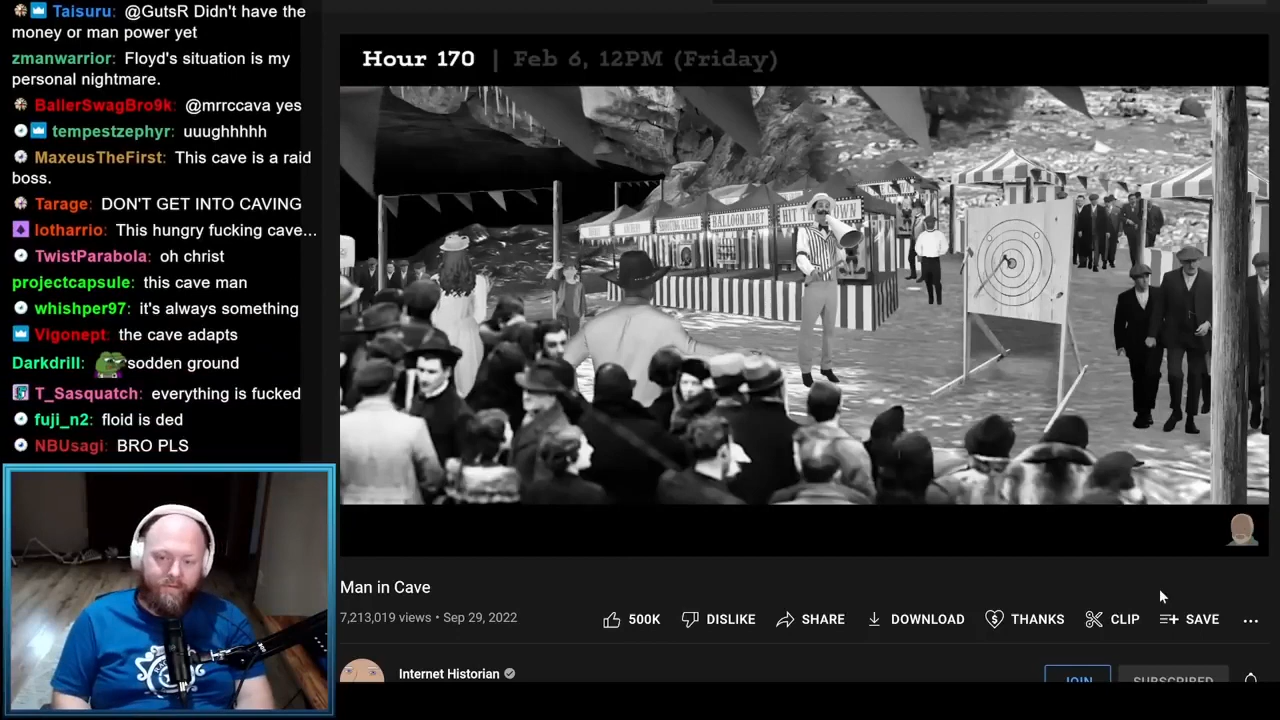 Taisuru: @GutsR Didn't have the
money or man power yet
zmanwarrior: Floyd's situation is my
personal nightmare.
BallerSwagBro9k: @mrrccava yes
tempestzephyr: uuughhhhh
MaxeusTheFirst: This cave is a raid
boss.
Tarage: DON'T GET INTO CAVING
lotharrio: This hungry fucking cave...
TwistParabola: oh christ
projectcapsule: this cave man
whishper97: it's always something
Vigonept: the cave adapts
Darkdrill: sodden ground
T_Sasquatch: everything is fucked
fuji_n2: floid is ded
NBUsagi: BRO PLS
Hour 170 | Feb 6, 12PM (Friday)
SHOOTING GALLERY
BALLOON DART
Man in Cave
7,213,019 views • Sep 29, 2022
500K
DISLIKE
SHARE
DOWNLOAD
THANKS
CLIP
SAVE
Internet Historian
JOIN
SUBSCRIBED